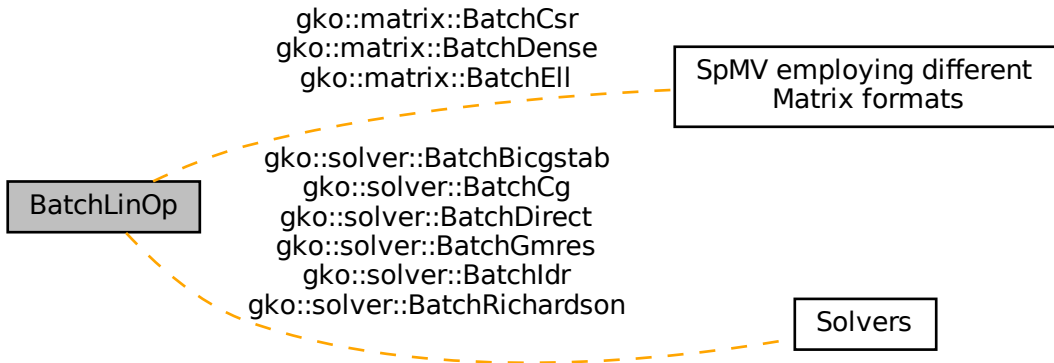 gko::matrix::BatchCsr
gko::matrix::BatchDense
gko::matrix::BatchEll
SpMV employing different
Matrix formats
BatchLinOp
gko::solver::BatchBicgstab
gko::solver::BatchCg
gko::solver::BatchDirect
gko::solver::BatchGmres
gko::solver::BatchIdr
gko::solver::BatchRichardson
Solvers